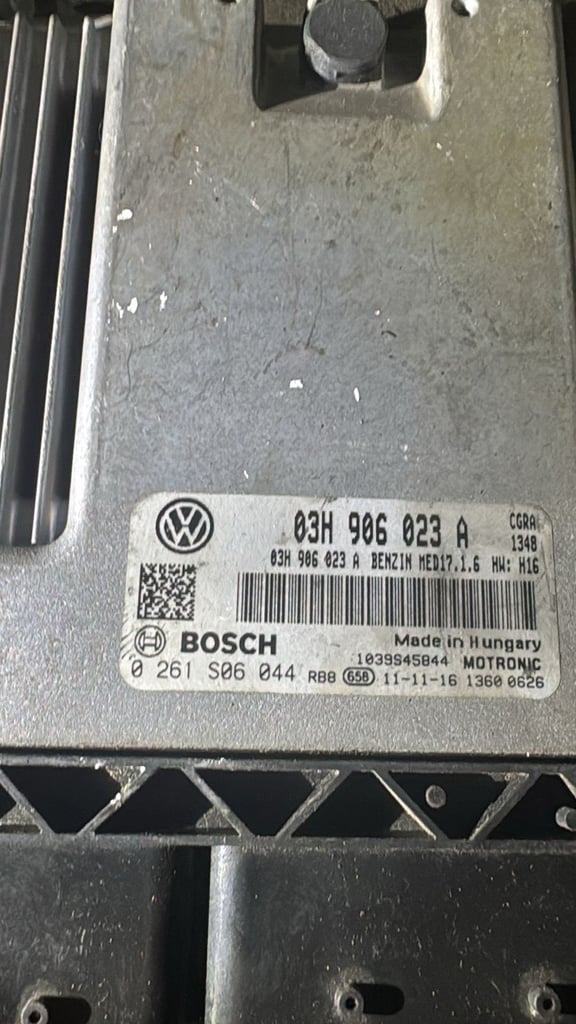 03H 906 023 A
CGRA
1348
03H 906 023 A BENZIN MED17.1.6 HW: H16
BOSCH
Made in Hungary
1039S45844 MOTRONIC
0 261 S06 044 RB8 658 11-11-16 1360 0626